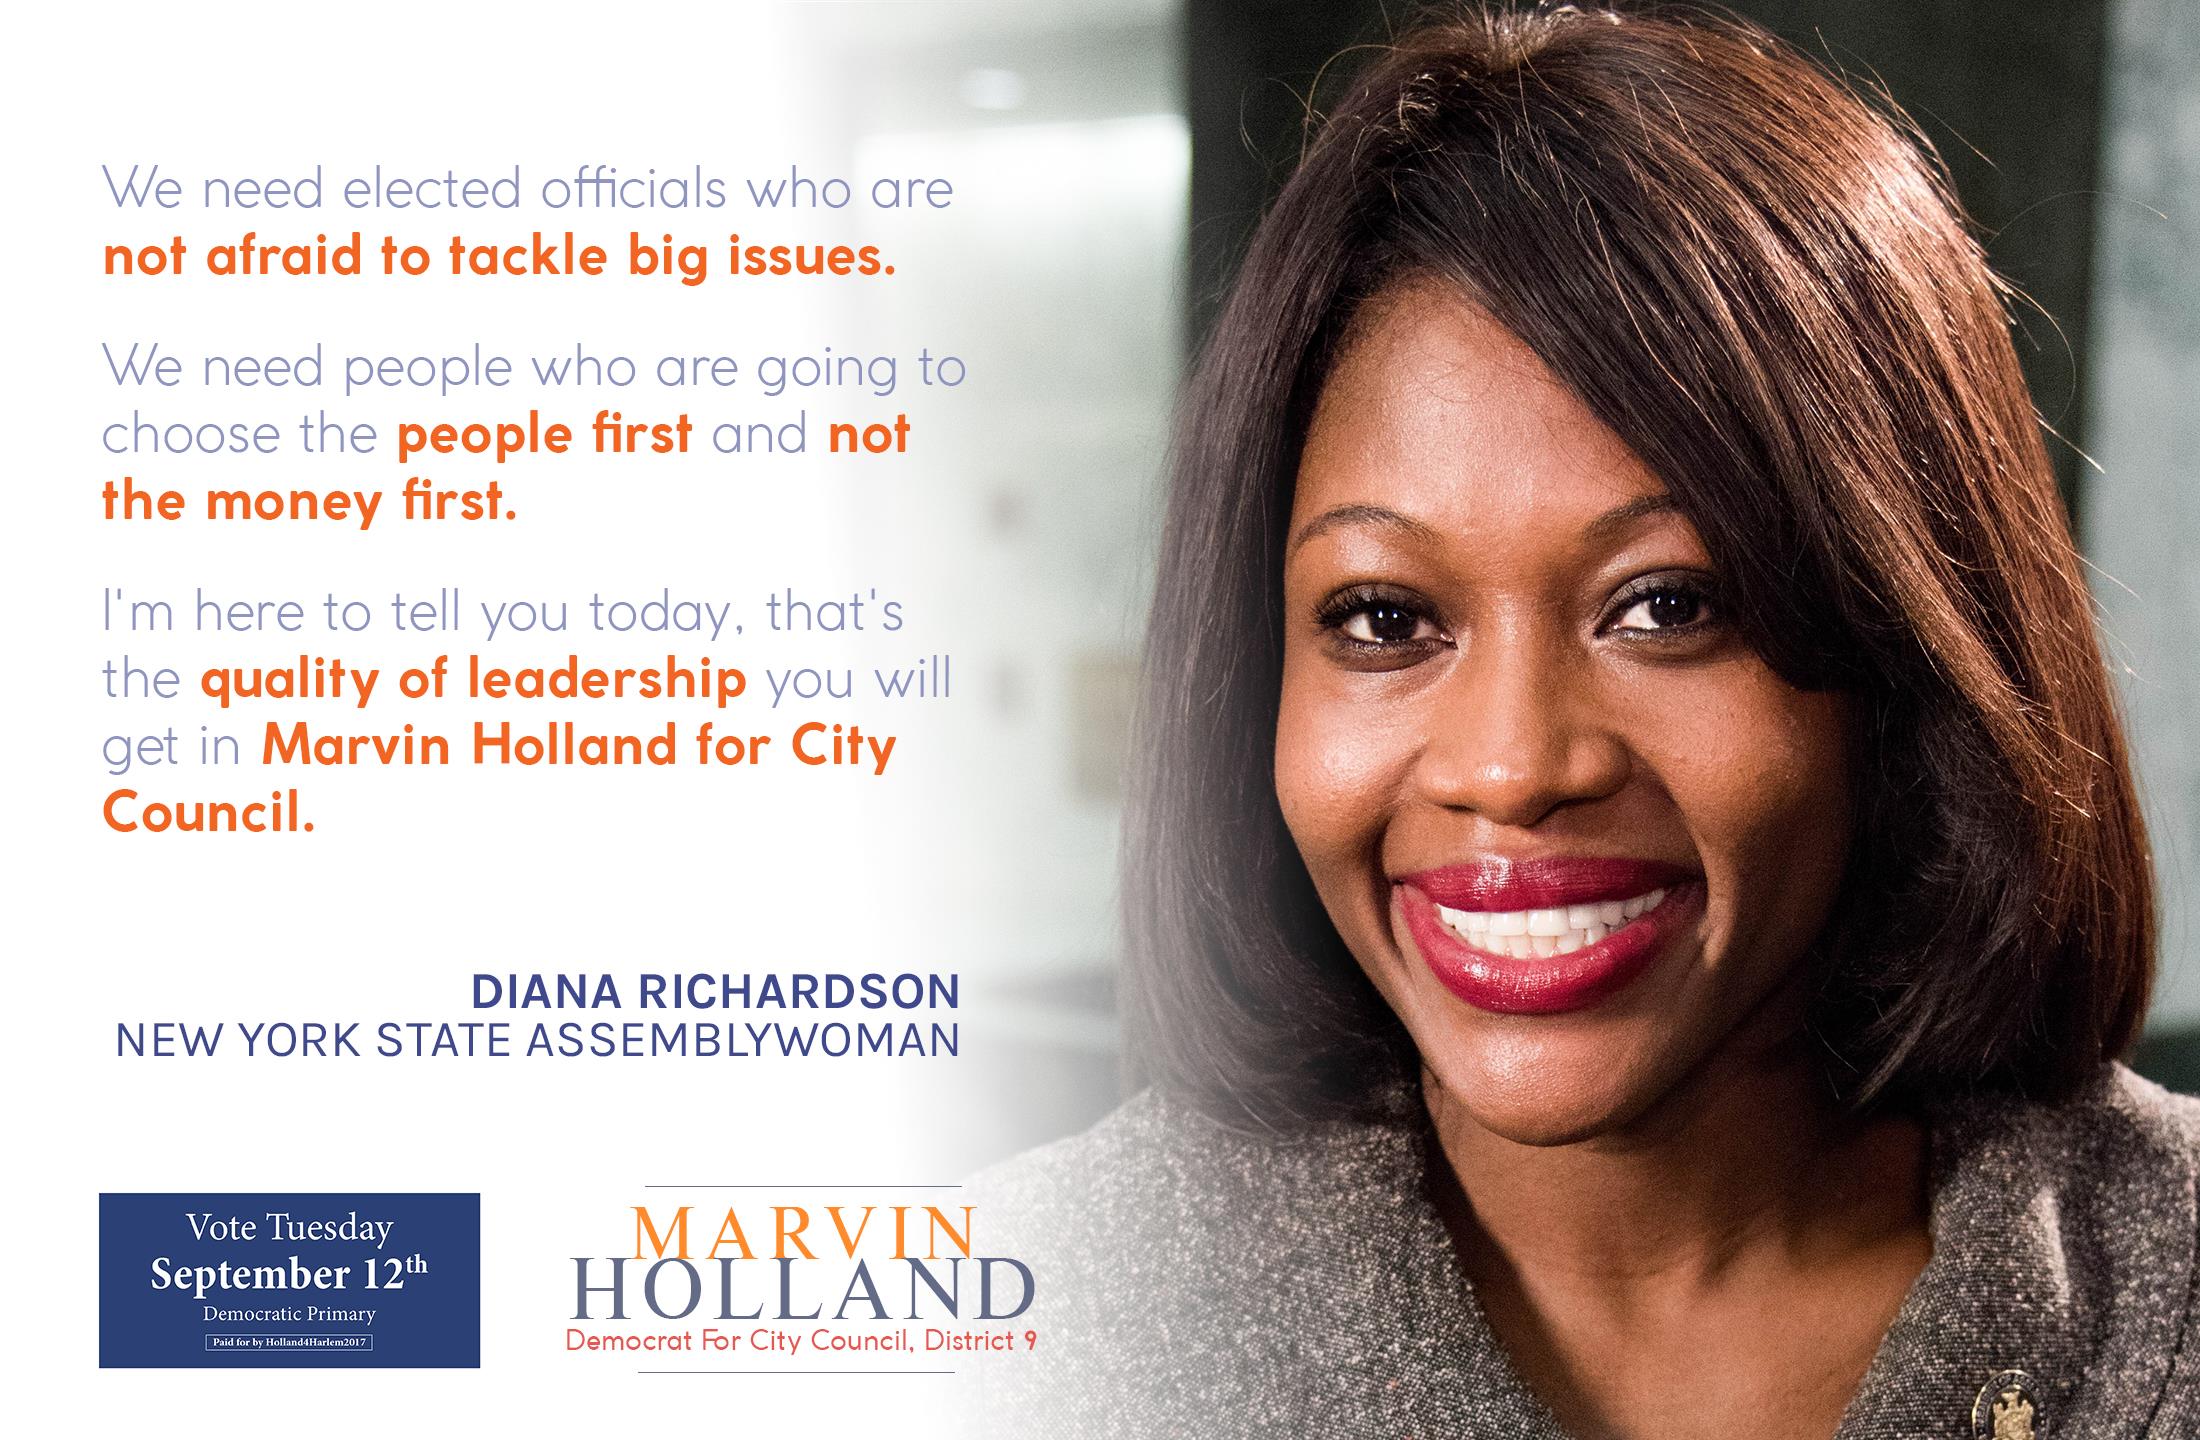 We need elected officials who are
not afraid to tackle big issues.
We need people who are going to
choose the people first and not
the money first.
I'm here to tell you today, that's
the quality of leadership you will
get in Marvin Holland for City
Council.
DIANA RICHARDSON
NEW YORK STATE ASSEMBLYWOMAN
Vote Tuesday
September 12th
Democratic Primary
Paid for by Holland4Harlem2017
MARVIN
HOLLAND
Democrat For City Council, District 9